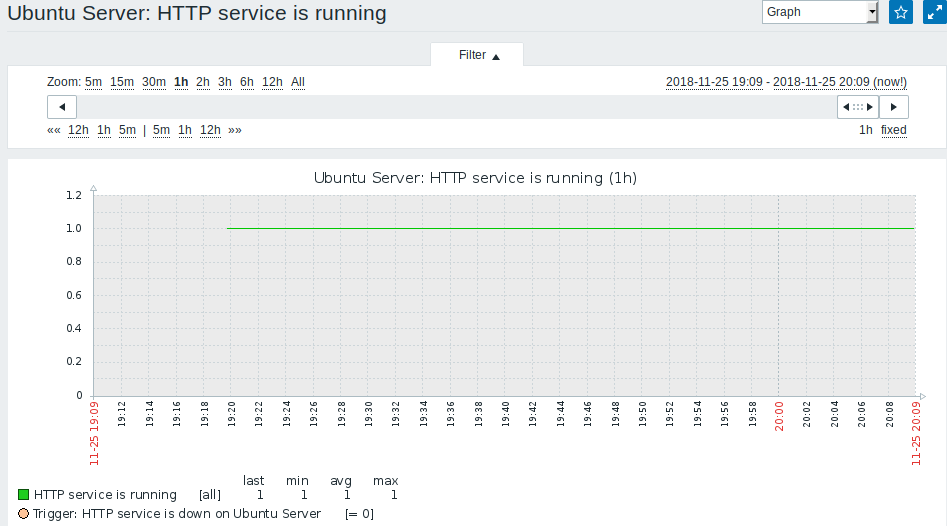 Ubuntu Server: HTTP service is running
Graph
Filter
Zoom: 5m 15m 30m 1h 2h 3h 6h 12h All
2018-11-25 19:09 - 2018-11-25 20:09 (now!)
«« 12h 1h 5m | 5m 1h 12h »»
1h fixed
Ubuntu Server: HTTP service is running (1h)
1.2
1.0
0.8
0.6
0.4
0.2
0
11-25 19:09 19:12 19:14 19:16 19:18 19:20 19:22 19:24 19:26 19:28 19:30 19:32 19:34 19:36 19:38 19:40 19:42 19:44 19:46 19:48 19:50 19:52 19:54 19:56 19:58 20:00 20:02 20:04 20:06 20:08 11-25 20:09
last min avg max
HTTP service is running [all] 1 1 1 1
Trigger: HTTP service is down on Ubuntu Server [= 0]